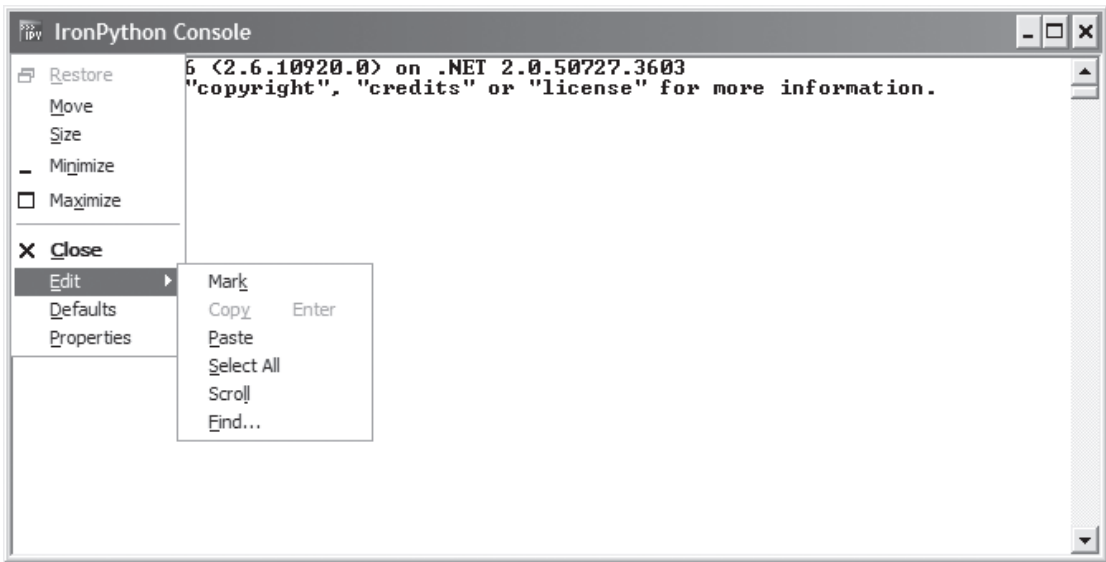 IronPython Console
6 (2.6.10920.0) on .NET 2.0.50727.3603
"copyright", "credits" or "license" for more information.
Restore
Move
Size
Minimize
Maximize
Close
Edit
Defaults
Properties
Mark
Copy Enter
Paste
Select All
Scroll
Find...